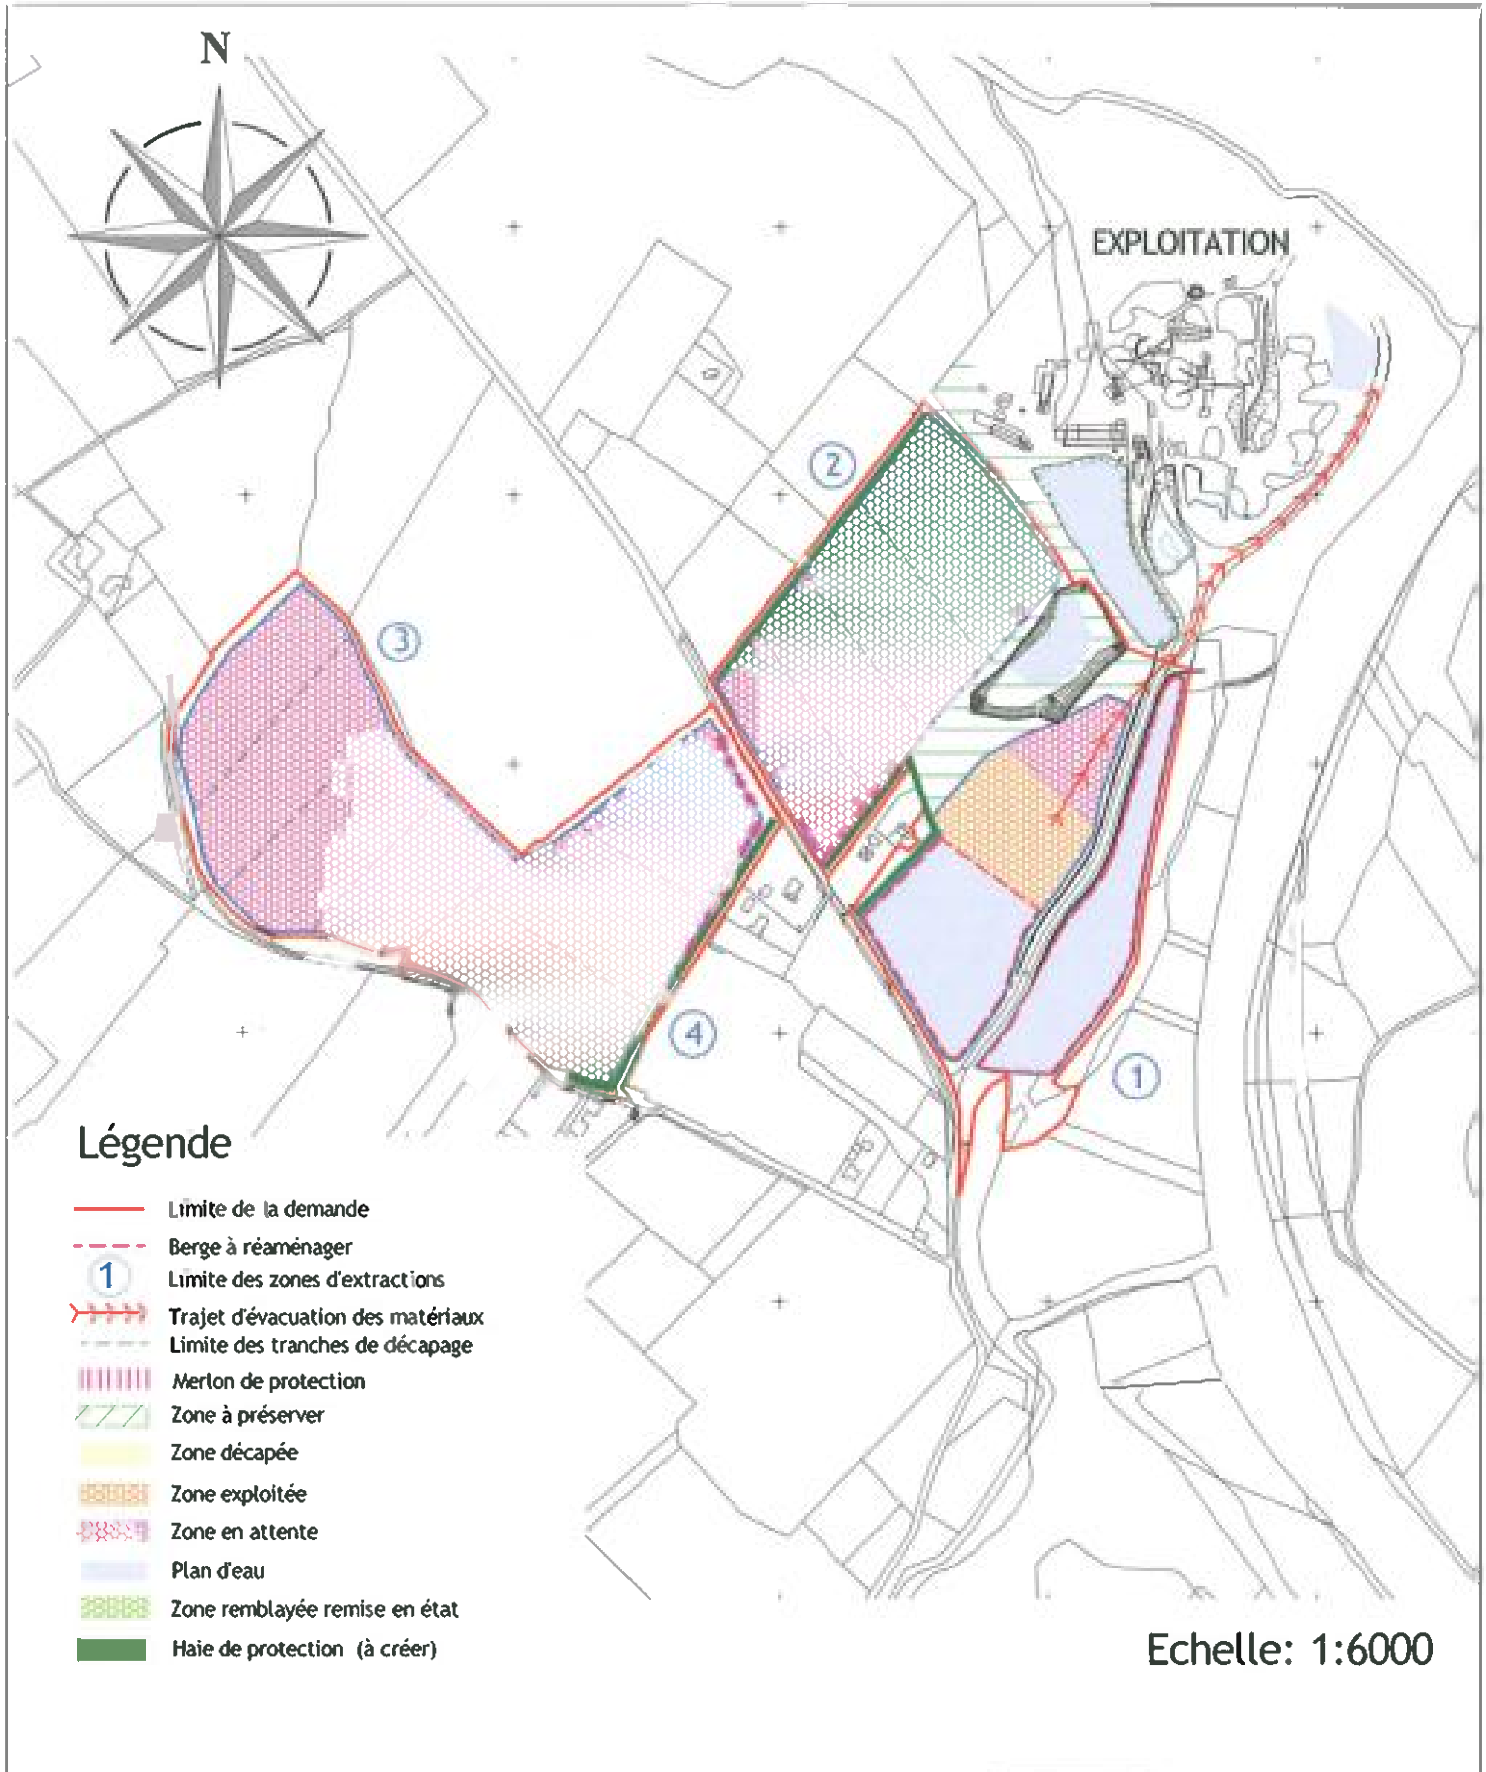 N
EXPLOITATION
2
3
4
1
Légende
Limite de la demande
Berge à réaménager
1
Limite des zones d'extractions
Trajet d'évacuation des matériaux
Limite des tranches de décapage
Merlon de protection
Zone à préserver
Zone décapée
Zone exploitée
Zone en attente
Plan d'eau
Zone remblayée remise en état
Haie de protection (à créer)
Echelle: 1:6000